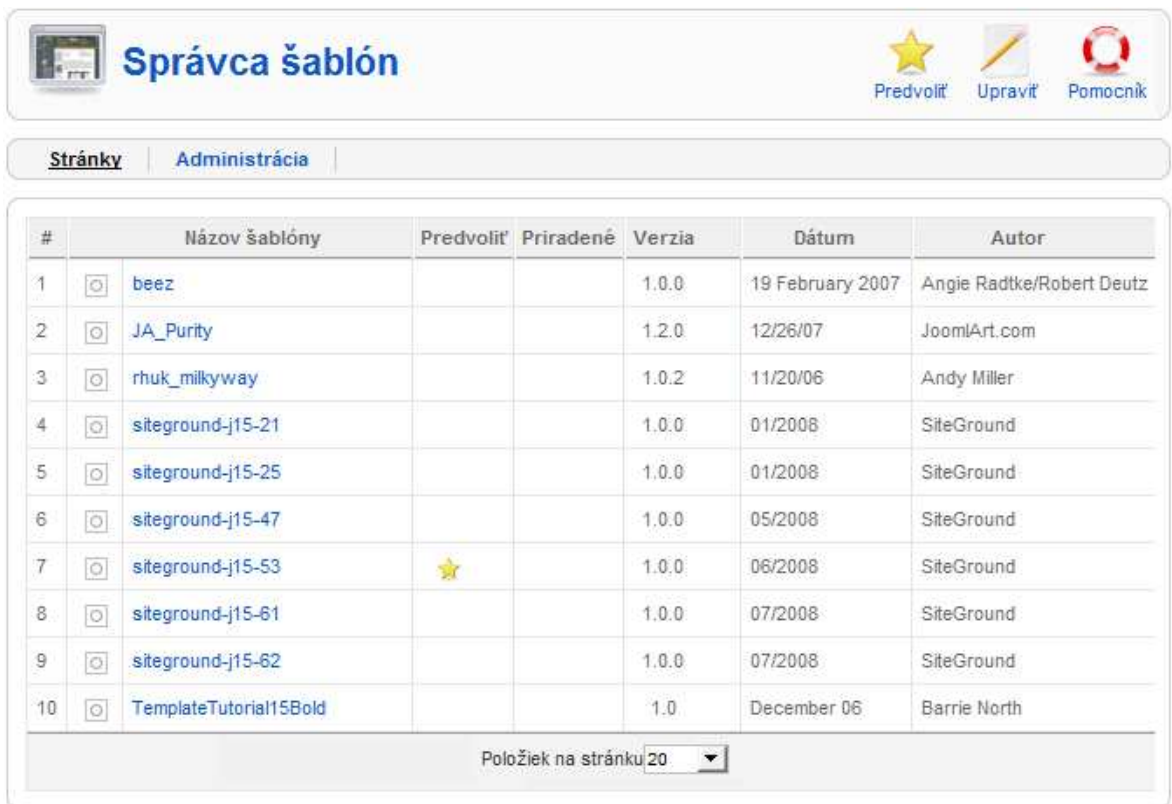 Správca šablón
Predvoliť Upraviť Pomocník
Stránky Administrácia
# Názov šablóny Predvoliť Priradené Verzia Dátum Autor
1 beez 1.0.0 19 February 2007 Angie Radtke/Robert Deutz
2 JA_Purity 1.2.0 12/26/07 JoomlArt.com
3 rhuk_milkyway 1.0.2 11/20/06 Andy Miller
4 siteground-j15-21 1.0.0 01/2008 SiteGround
5 siteground-j15-25 1.0.0 01/2008 SiteGround
6 siteground-j15-47 1.0.0 05/2008 SiteGround
7 siteground-j15-53 1.0.0 06/2008 SiteGround
8 siteground-j15-61 1.0.0 07/2008 SiteGround
9 siteground-j15-62 1.0.0 07/2008 SiteGround
10 TemplateTutorial15Bold 1.0 December 06 Barrie North
Položiek na stránku 20